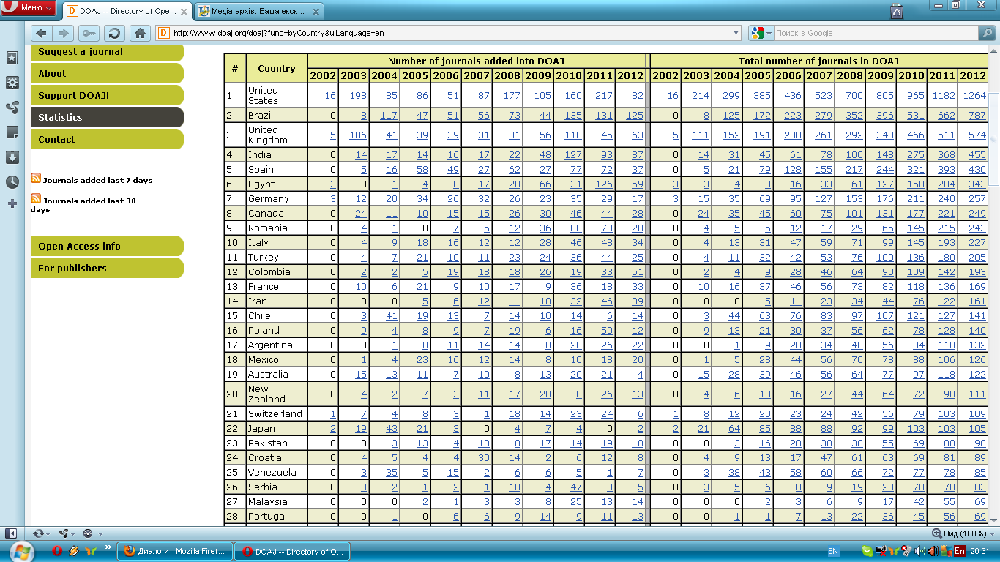 Меню
DOAJ -- Directory of Ope...
Медіа-архів: Ваша екскл...
http://www.doaj.org/doaj?func=byCountry&uiLanguage=en
Поиск в Google
Suggest a journal
About
Support DOAJ!
Statistics
Contact
Journals added last 7 days
Journals added last 30
days
Open Access info
For publishers
# Country Number of journals added into DOAJ Total number of journals in DOAJ
2002 2003 2004 2005 2006 2007 2008 2009 2010 2011 2012 2002 2003 2004 2005 2006 2007 2008 2009 2010 2011 2012
1 United States 16 198 85 86 51 87 177 105 160 217 82 16 214 299 385 436 523 700 805 965 1182 1264
2 Brazil 0 8 117 47 51 56 73 44 135 131 125 0 8 125 172 223 279 352 396 531 662 787
3 United Kingdom 5 106 41 39 39 31 31 56 118 45 63 5 111 152 191 230 261 292 348 466 511 574
4 India 0 14 17 14 16 17 22 48 127 93 87 0 14 31 45 61 78 100 148 275 368 455
5 Spain 0 5 16 58 49 27 62 27 77 72 37 0 5 21 79 128 155 217 244 321 393 430
6 Egypt 3 0 1 4 8 17 28 66 31 126 59 3 3 4 8 16 33 61 127 158 284 343
7 Germany 3 12 20 34 26 32 26 23 35 29 17 3 15 35 69 95 127 153 176 211 240 257
8 Canada 0 24 11 10 15 15 26 30 46 44 28 0 24 35 45 60 75 101 131 177 221 249
9 Romania 0 4 1 0 7 5 12 36 80 70 28 0 4 5 5 12 17 29 65 145 215 243
10 Italy 0 4 9 18 16 12 12 28 46 48 34 0 4 13 31 47 59 71 99 145 193 227
11 Turkey 0 4 7 21 10 11 23 24 36 44 25 0 4 11 32 42 53 76 100 136 180 205
12 Colombia 0 2 2 5 19 18 18 26 19 33 51 0 2 4 9 28 46 64 90 109 142 193
13 France 0 10 6 21 9 10 17 9 36 18 33 0 10 16 37 46 56 73 82 118 136 169
14 Iran 0 0 0 5 6 12 11 10 32 46 39 0 0 0 5 11 23 34 44 76 122 161
15 Chile 0 3 41 19 13 7 14 10 14 6 14 0 3 44 63 76 83 97 107 121 127 141
16 Poland 0 9 4 8 9 7 19 6 16 50 12 0 9 13 21 30 37 56 62 78 128 140
17 Argentina 0 0 1 8 11 14 14 8 28 26 22 0 0 1 9 20 34 48 56 84 110 132
18 Mexico 0 1 4 23 16 12 14 8 10 18 20 0 1 5 28 44 56 70 78 88 106 126
19 Australia 0 15 13 11 7 10 8 13 20 21 4 0 15 28 39 46 56 64 77 97 118 122
20 New Zealand 0 4 2 7 3 11 17 20 8 26 13 0 4 6 13 16 27 44 64 72 98 111
21 Switzerland 1 7 4 8 3 1 18 14 23 24 6 1 8 12 20 23 24 42 56 79 103 109
22 Japan 2 19 43 21 3 0 4 7 4 0 2 2 21 64 85 88 88 92 99 103 103 105
23 Pakistan 0 0 3 13 4 10 8 17 14 19 10 0 0 3 16 20 30 38 55 69 88 98
24 Croatia 0 4 5 4 4 30 14 2 6 12 8 0 4 9 13 17 47 61 63 69 81 89
25 Venezuela 0 3 35 5 15 2 6 6 5 1 7 0 3 38 43 58 60 66 72 77 78 85
26 Serbia 0 3 2 1 2 1 10 4 47 8 5 0 3 5 6 8 9 19 23 70 78 83
27 Malaysia 0 0 0 2 1 3 3 8 25 13 14 0 0 0 2 3 6 9 17 42 55 69
28 Portugal 0 0 1 0 6 6 9 14 9 11 13 0 0 1 1 7 13 22 36 45 56 69
Вид (100%)
Диалоги - Mozilla Firef...
DOAJ -- Directory of O...
EN
En
20:31